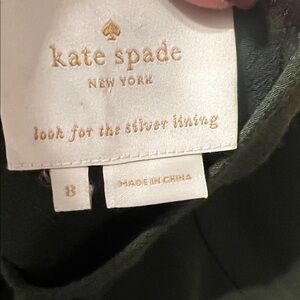 kate spade
NEW YORK
look for the silver lining
8
MADE IN CHINA